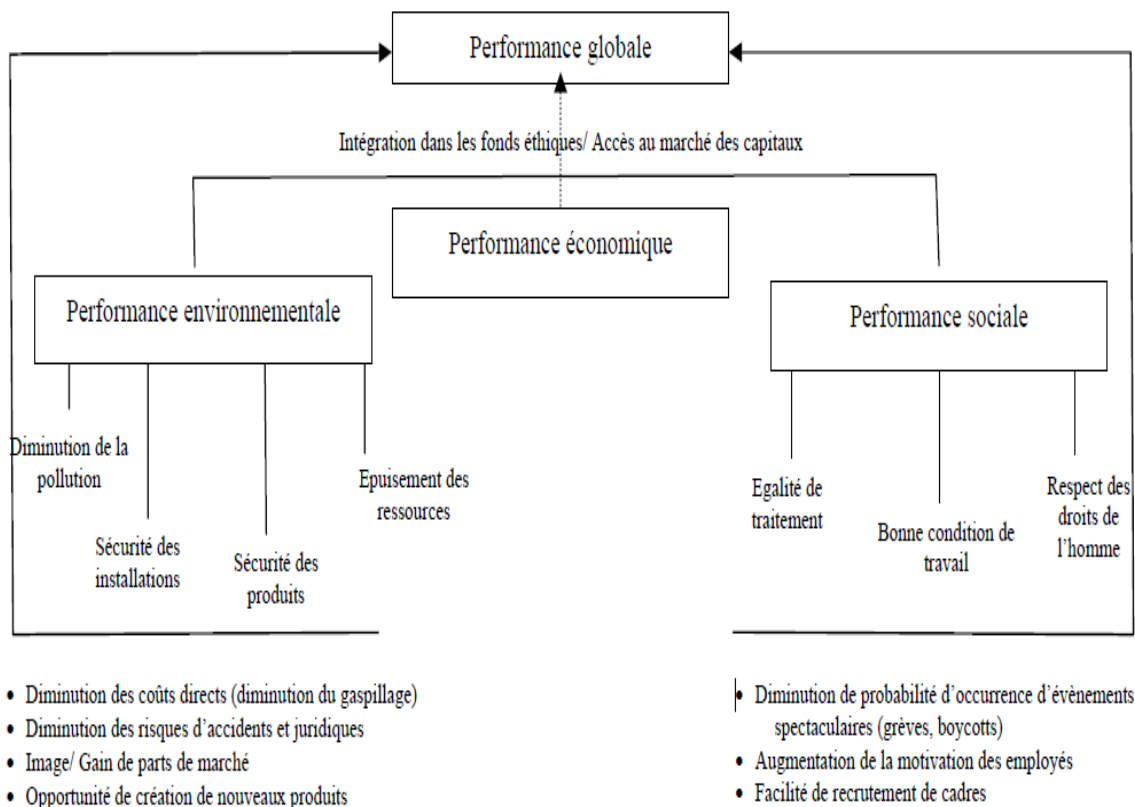 Performance globale
Intégration dans les fonds éthiques/ Accès au marché des capitaux
Performance économique
Performance environnementale
Performance sociale
Diminution de la
pollution
Sécurité des
installations
Sécurité des
produits
Epuisement des
ressources
Egalité de
traitement
Bonne condition de
travail
Respect des
droits de
l’homme
• Diminution des coûts directs (diminution du gaspillage)
• Diminution des risques d’accidents et juridiques
• Image/ Gain de parts de marché
• Opportunité de création de nouveaux produits
• Diminution de probabilité d’occurrence d’évènements
spectaculaires (grèves, boycotts)
• Augmentation de la motivation des employés
• Facilité de recrutement de cadres